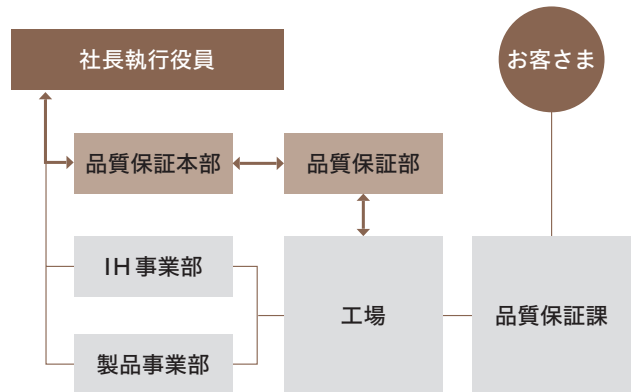 社長執行役員
お客さま
品質保証本部
品質保証部
IH事業部
工場
品質保証課
製品事業部